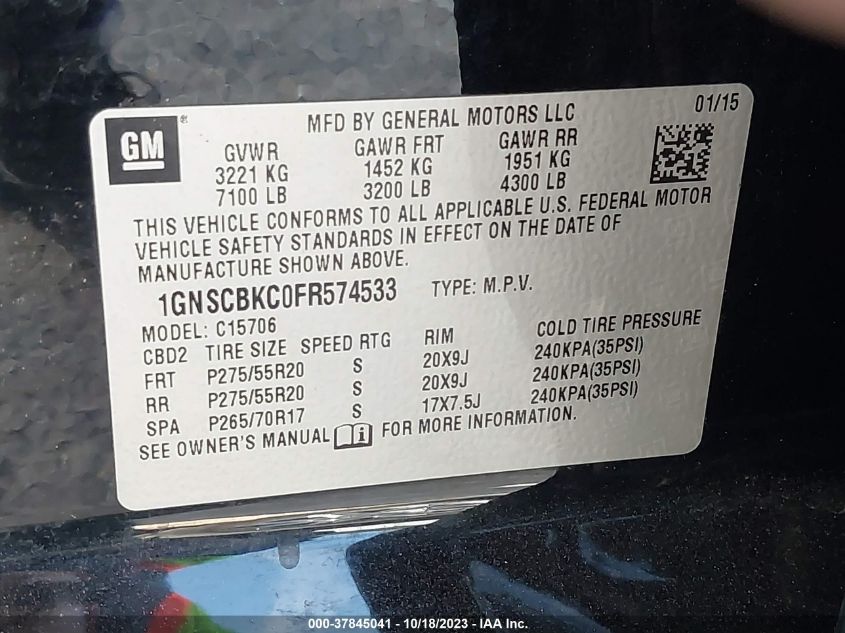 GM ®
MFD BY GENERAL MOTORS LLC 01/15
GVWR GAWR FRT GAWR RR
3221 KG 1452 KG 1951 KG
7100 LB 3200 LB 4300 LB
THIS VEHICLE CONFORMS TO ALL APPLICABLE U.S. FEDERAL MOTOR
VEHICLE SAFETY STANDARDS IN EFFECT ON THE DATE OF
MANUFACTURE SHOWN ABOVE.
1GNSCBKC0FR574533 TYPE: M.P.V.
MODEL: C15706
CBD2 TIRE SIZE SPEED RTG RIM COLD TIRE PRESSURE
FRT P275/55R20 S 20X9J 240KPA(35PSI)
RR P275/55R20 S 20X9J 240KPA(35PSI)
SPA P265/70R17 S 17X7.5J 240KPA(35PSI)
SEE OWNER'S MANUAL i FOR MORE INFORMATION.
000-37845041 - 10/18/2023 - IAA Inc.